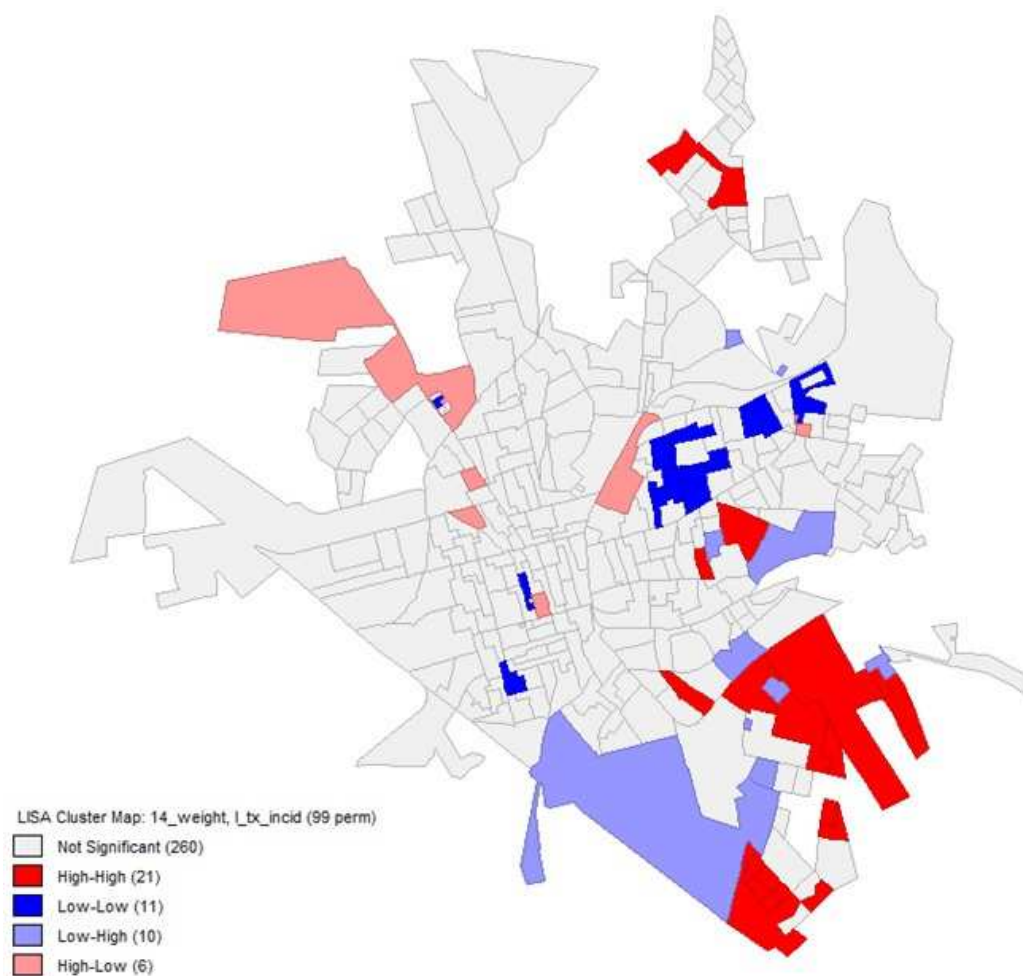 LISA Cluster Map: 14_weight, I_tx_incid (99 perm)
Not Significant (260)
High-High (21)
Low-Low (11)
Low-High (10)
High-Low (6)